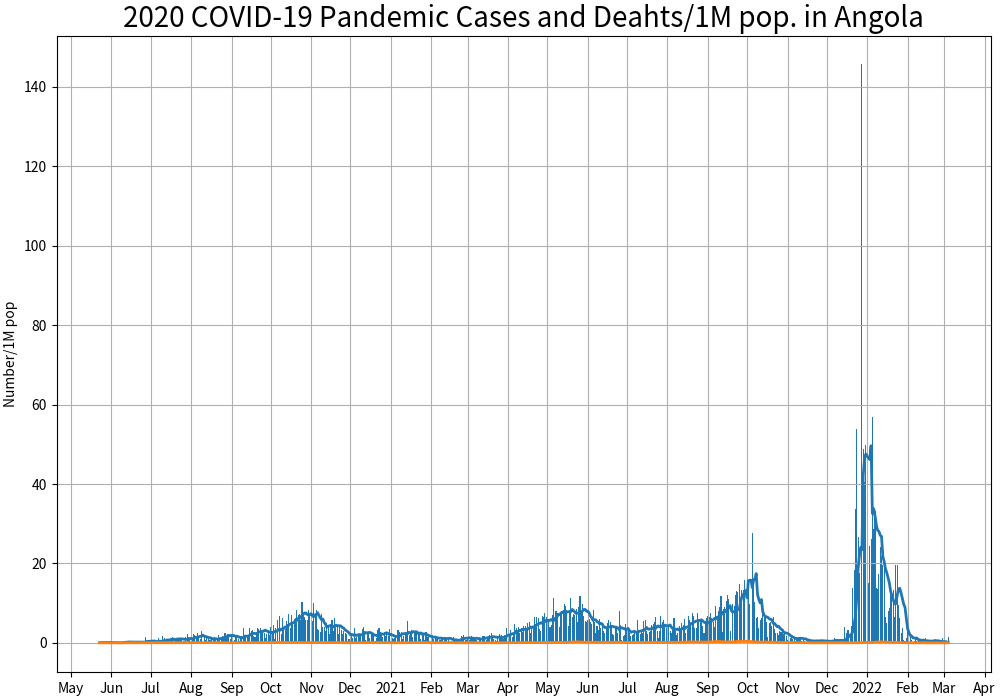 2020 COVID-19 Pandemic Cases and Deahts/1M pop. in Angola
Number/1M pop
140
120
100
80
60
40
20
0
May Jun Jul Aug Sep Oct Nov Dec 2021 Feb Mar Apr May Jun Jul Aug Sep Oct Nov Dec 2022 Feb Mar Apr